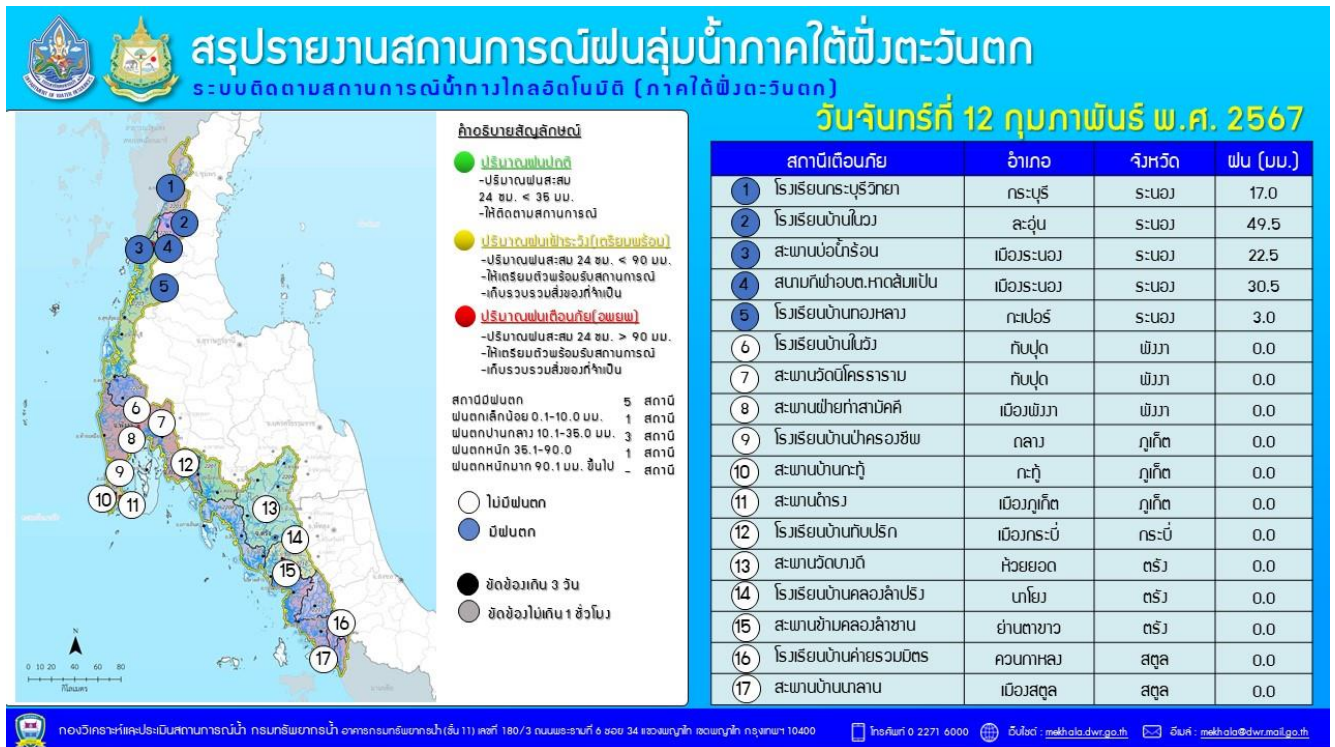 สรุปรายงานสถานการณ์ฝนลุ่มน้ำภาคใต้ฝั่งตะวันตก
ระบบติดตามสถานการณ์น้ำทางไกลอัตโนมัติ (ภาคใต้ฝั่งตะวันตก)
วันจันทร์ที่ 12 กุมภาพันธ์ พ.ศ. 2567
คำอธิบายสัญลักษณ์
ปริมาณฝนปกติ
-ปริมาณฝนสะสม
24 ชม. < 35 มม.
-ให้ติดตามสถานการณ์
ปริมาณฝนเฝ้าระวัง(เตรียมพร้อม)
-ปริมาณฝนสะสม 24 ชม. < 90 มม.
-ให้เตรียมตัวพร้อมรับสถานการณ์
-เก็บรวบรวมสิ่งของที่จำเป็น
ปริมาณฝนเตือนภัย(อพยพ)
-ปริมาณฝนสะสม 24 ชม. > 90 มม.
-ให้เตรียมตัวพร้อมรับสถานการณ์
-เก็บรวบรวมสิ่งของที่จำเป็น
สถานีมีฝนตก 5 สถานี
ฝนตกเล็กน้อย 0.1-10.0 มม. 1 สถานี
ฝนตกปานกลาง 10.1-35.0 มม. 3 สถานี
ฝนตกหนัก 35.1-90.0 1 สถานี
ฝนตกหนักมาก 90.1 มม. ขึ้นไป - สถานี
ไม่มีฝนตก
มีฝนตก
ขัดข้องเกิน 3 วัน
ขัดข้องไม่เกิน 1 ชั่วโมง
1
2
3
4
5
6
7
8
9
10
11
12
13
14
15
16
17
N
0 10 20 40 60 80
กิโลเมตร
สถานีเตือนภัย อำเภอ จังหวัด ฝน (มม.)
1 โรงเรียนกระบุรีวิทยา กระบุรี ระนอง 17.0
2 โรงเรียนบ้านในวง ละอุ่น ระนอง 49.5
3 สะพานบ่อน้ำร้อน เมืองระนอง ระนอง 22.5
4 สนามกีฬาอบต.หาดส้มแป้น เมืองระนอง ระนอง 30.5
5 โรงเรียนบ้านทองหลาง กะเปอร์ ระนอง 3.0
6 โรงเรียนบ้านในวัง ทับปุด พังงา 0.0
7 สะพานวัดนิโครธาราม ทับปุด พังงา 0.0
8 สะพานฝ่ายท่าสามัคคี เมืองพังงา พังงา 0.0
9 โรงเรียนบ้านป่าครองชีพ ถลาง ภูเก็ต 0.0
10 สะพานบ้านกะทู้ กะทู้ ภูเก็ต 0.0
11 สะพานดำรง เมืองภูเก็ต ภูเก็ต 0.0
12 โรงเรียนบ้านทับปริก เมืองกระบี่ กระบี่ 0.0
13 สะพานวัดบางดี ห้วยยอด ตรัง 0.0
14 โรงเรียนบ้านคลองลำปริง นาโยง ตรัง 0.0
15 สะพานข้ามคลองลำชาน ย่านตาขาว ตรัง 0.0
16 โรงเรียนบ้านค่ายรวมมิตร ควนกาหลง สตูล 0.0
17 สะพานบ้านนาลาน เมืองสตูล สตูล 0.0
กองวิเคราะห์และประเมินสถานการณ์น้ำ กรมทรัพยากรน้ำ อาคารกรมทรัพยากรน้ำ (ชั้น 11) เลขที่ 180/3 ถนนพระรามที่ 6 ซอย 34 แขวงพญาไท เขตพญาไท กรุงเทพฯ 10400 โทรศัพท์ 0 2271 6000 เว็บไซต์ : mekhala.dwr.go.th อีเมล์ : mekhala@dwr.mail.go.th